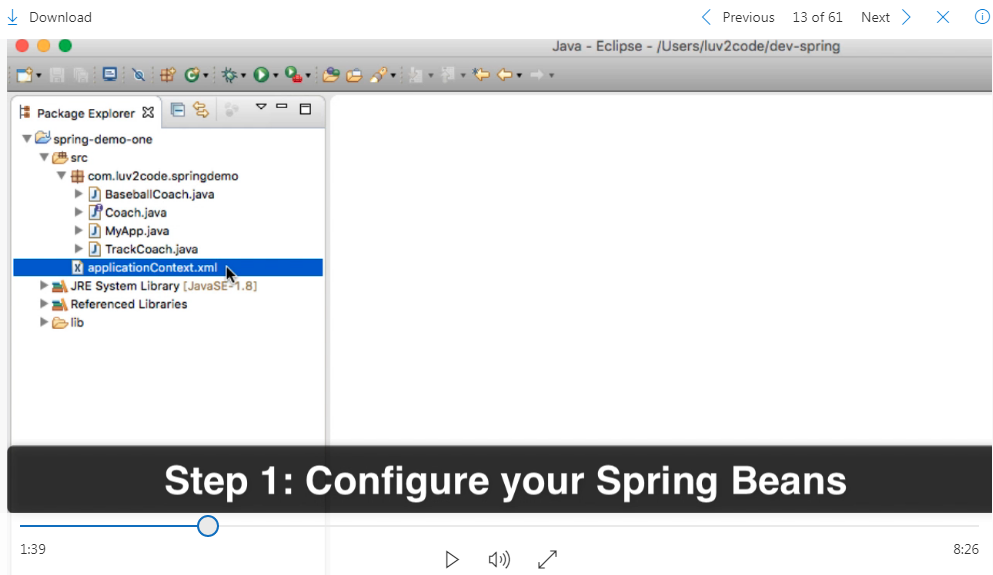 Download
Previous 13 of 61 Next
Java - Eclipse - /Users/luv2code/dev-spring
Package Explorer
spring-demo-one
src
com.luv2code.springdemo
BaseballCoach.java
Coach.java
MyApp.java
TrackCoach.java
applicationContext.xml
JRE System Library [JavaSE-1.8]
Referenced Libraries
lib
Step 1: Configure your Spring Beans
1:39
8:26